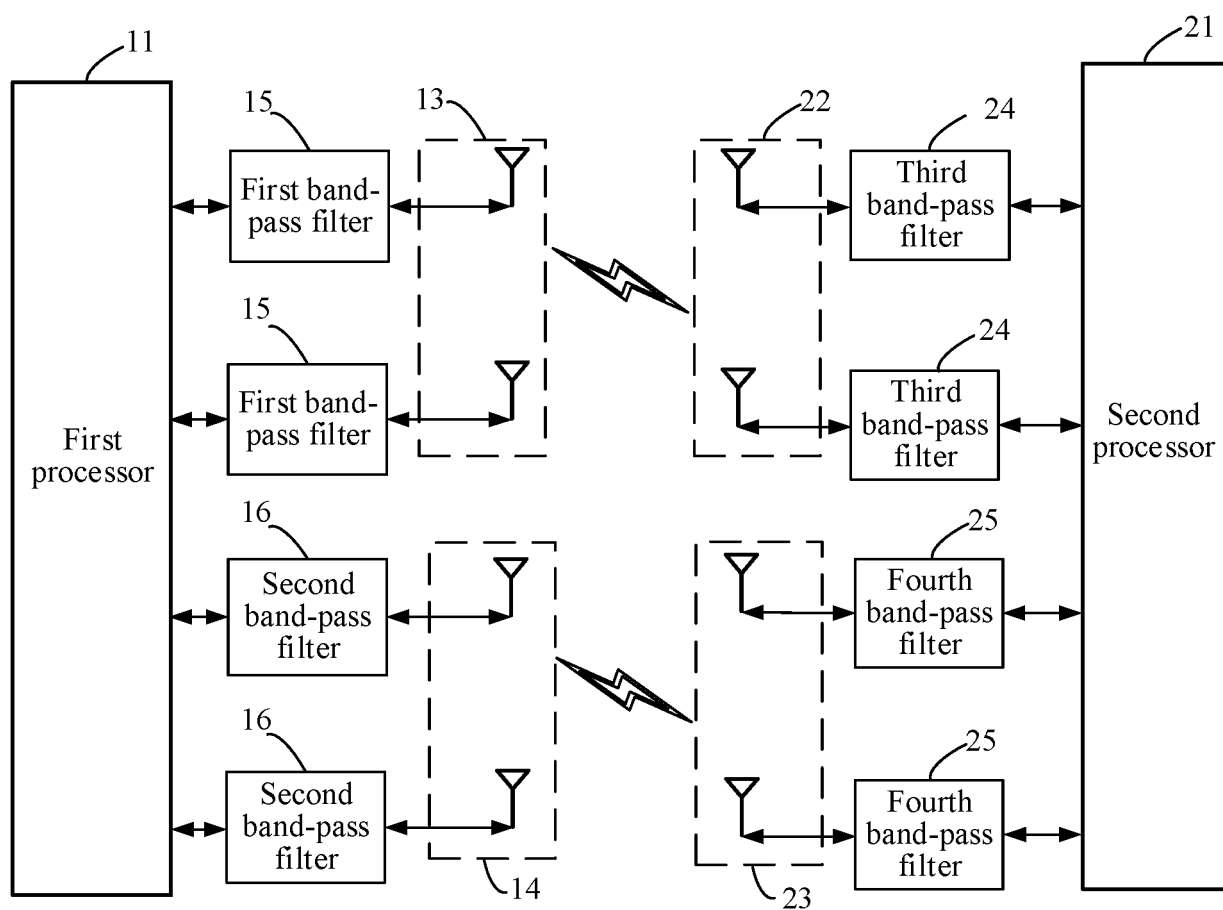 11
21
15
13
22
24
First band-
pass filter
Third
band-pass
filter
15
24
First band-
pass filter
Third
band-pass
filter
First
processor
Second
processor
16
25
Second
band-pass
filter
Fourth
band-pass
filter
16
25
Second
band-pass
filter
Fourth
band-pass
filter
14
23